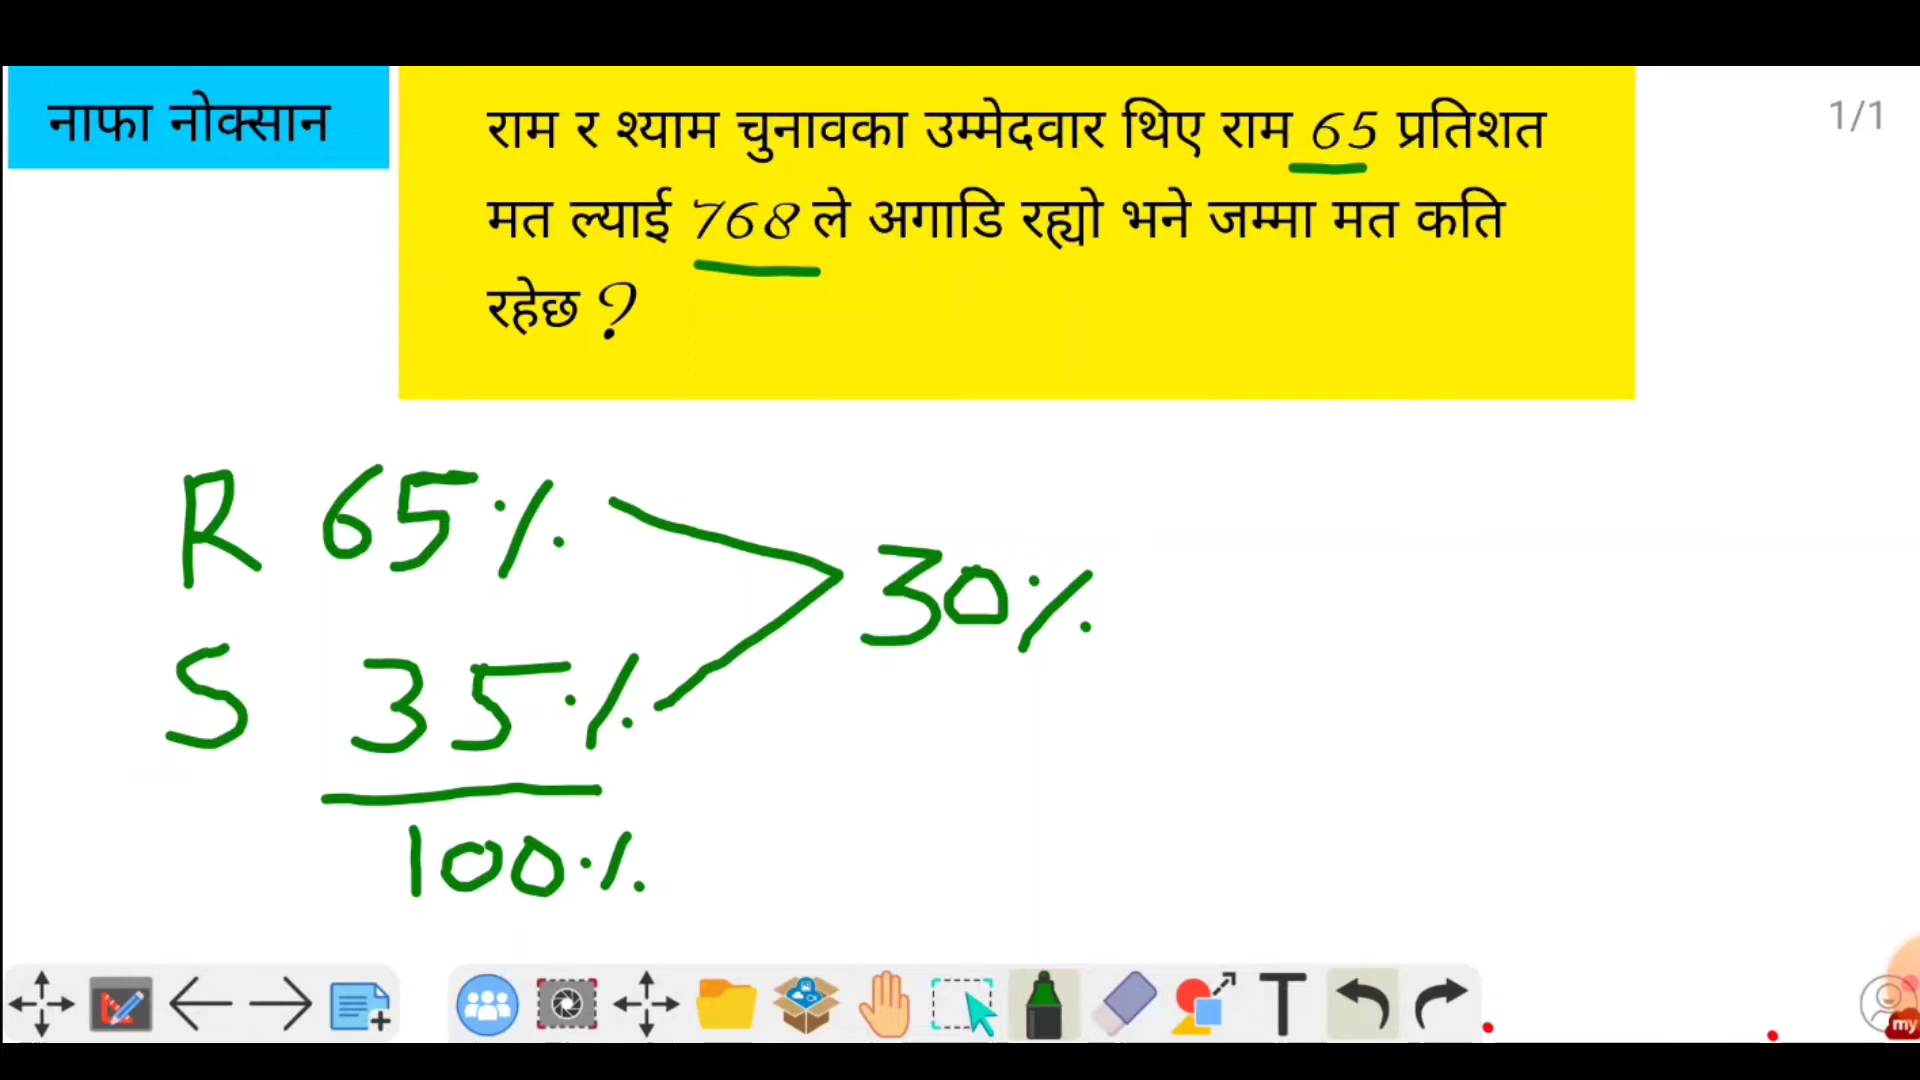 नाफा नोक्सान
राम र श्याम चुनावका उम्मेदवार थिए राम 65 प्रतिशत
मत ल्याई 768 ले अगाडि रह्यो भने जम्मा मत कति
रहेछ ?
1/1
R 65%
30%
S 35%
100%
T
my